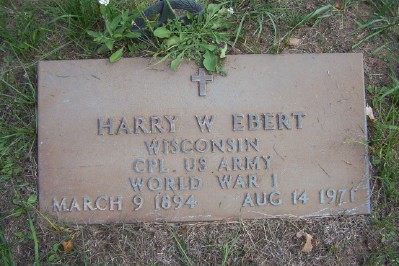 HARRY W EBERT
WISCONSIN
CPL US ARMY
WORLD WAR I
MARCH 9 1894 AUG 14 1971